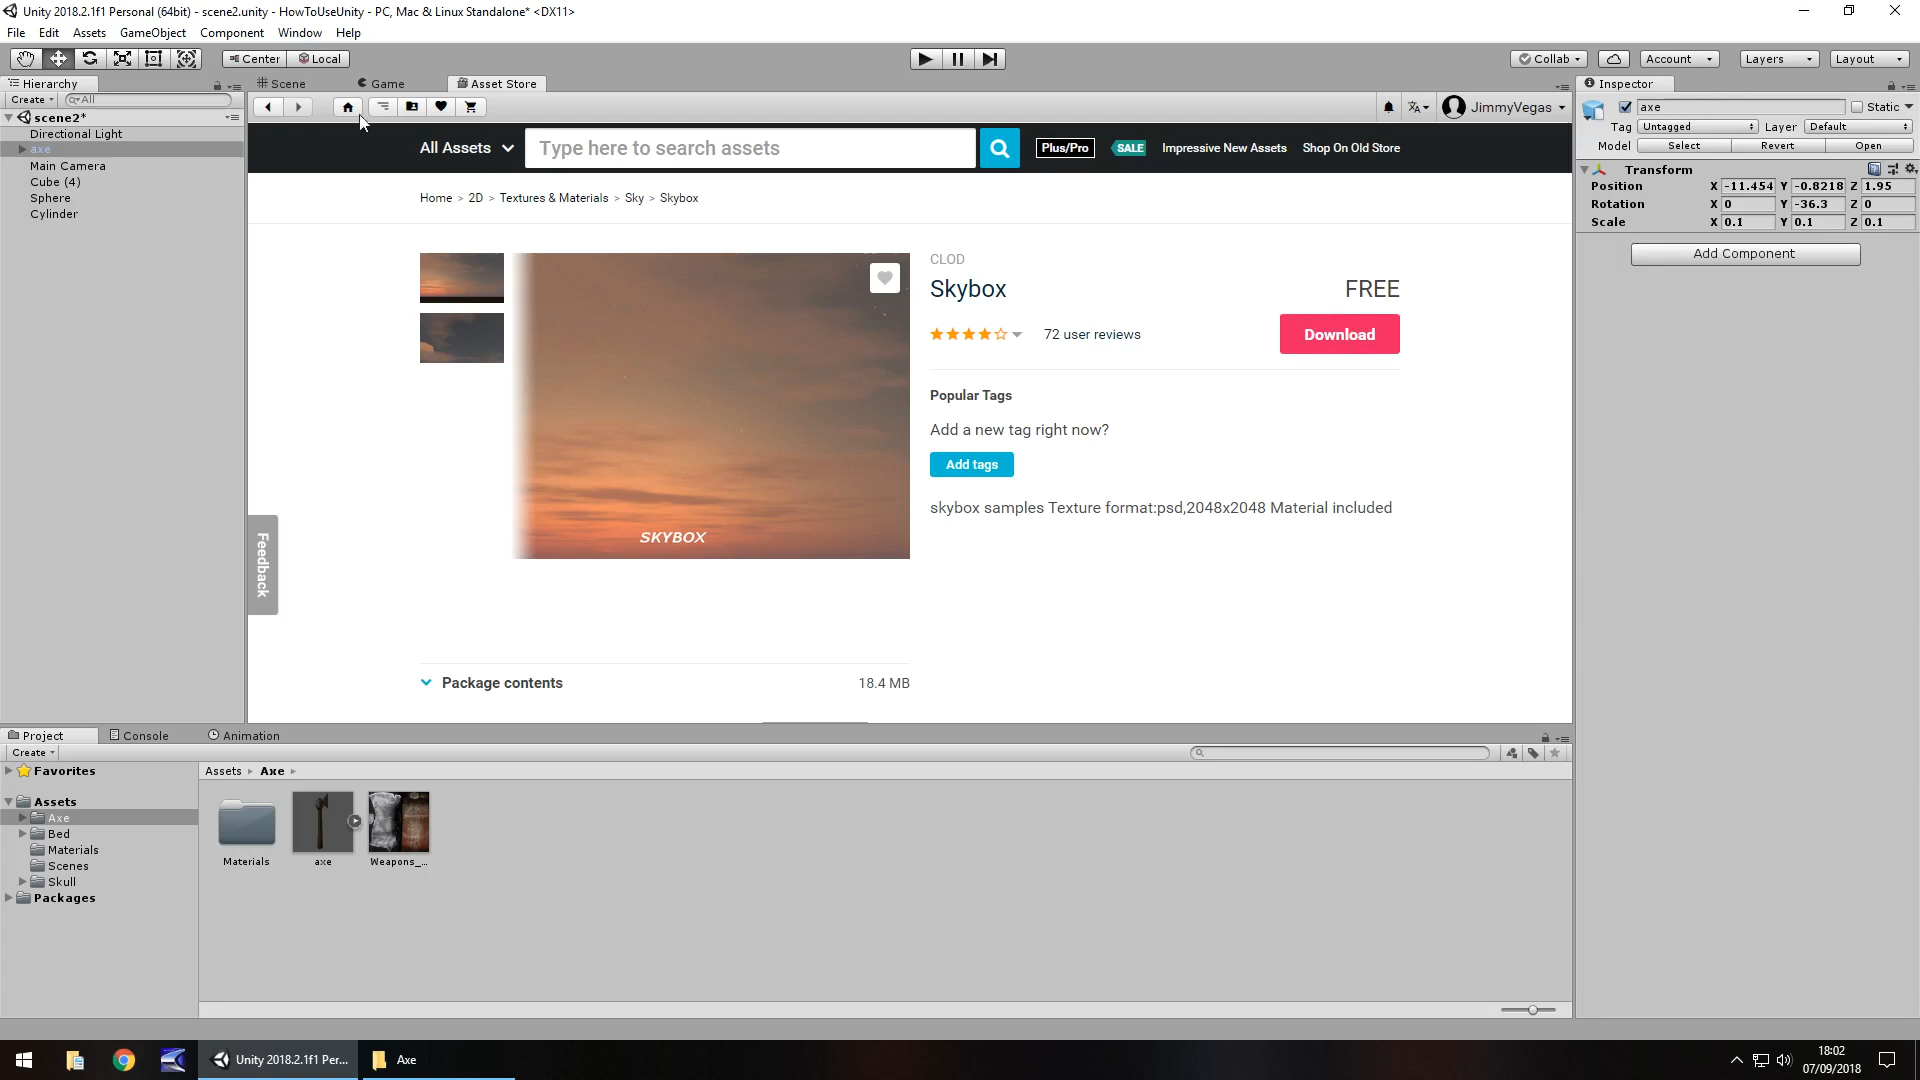 Unity 2018.2.1f1 Personal (64bit) - scene2.unity - HowToUseUnity - PC, Mac & Linux Standalone* <DX11>
File Edit Assets GameObject Component Window Help
Center Local Collab Account Layers Layout
Hierarchy Scene Game Asset Store Inspector
Create All
JimmyVegas
axe Static
Tag Untagged Layer Default
Model Select Revert Open
Transform
Position X -11.454 Y -0.8218 Z 1.95
Rotation X 0 Y -36.3 Z 0
Scale X 0.1 Y 0.1 Z 0.1
Add Component
scene2*
Directional Light
axe
Main Camera
Cube (4)
Sphere
Cylinder
All Assets Type here to search assets Plus/Pro SALE Impressive New Assets Shop On Old Store
Home > 2D > Textures & Materials > Sky > Skybox
CLOD
Skybox FREE
72 user reviews Download
Popular Tags
Add a new tag right now?
Add tags
skybox samples Texture format:psd,2048x2048 Material included
SKYBOX
Feedback
Package contents 18.4 MB
Project Console Animation
Create
Favorites
Assets
Axe
Bed
Materials
Scenes
Skull
Packages
Assets Axe
Materials axe Weapons_...
Unity 2018.2.1f1 Per... Axe
18:02
07/09/2018